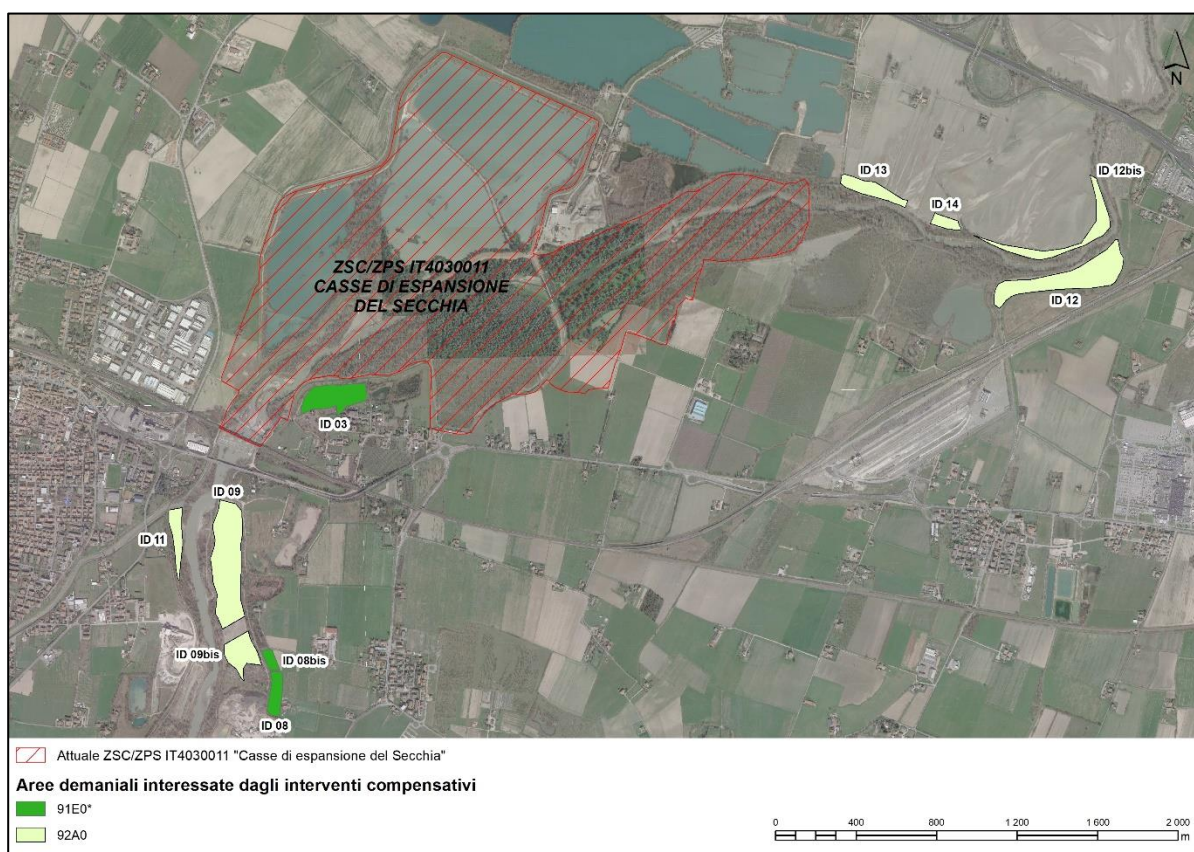 N
ID 13
ID 12bis
ID 14
ZSC/ZPS IT4030011
CASSE DI ESPANSIONE
DEL SECCHIA
ID 12
ID 03
ID 09
ID 11
ID 09bis
ID 08bis
ID 08
Attuale ZSC/ZPS IT4030011 "Casse di espansione del Secchia"
Aree demaniali interessate dagli interventi compensativi
91E0*
92A0
0 200 400 800 1 200 1 600 2 000
m